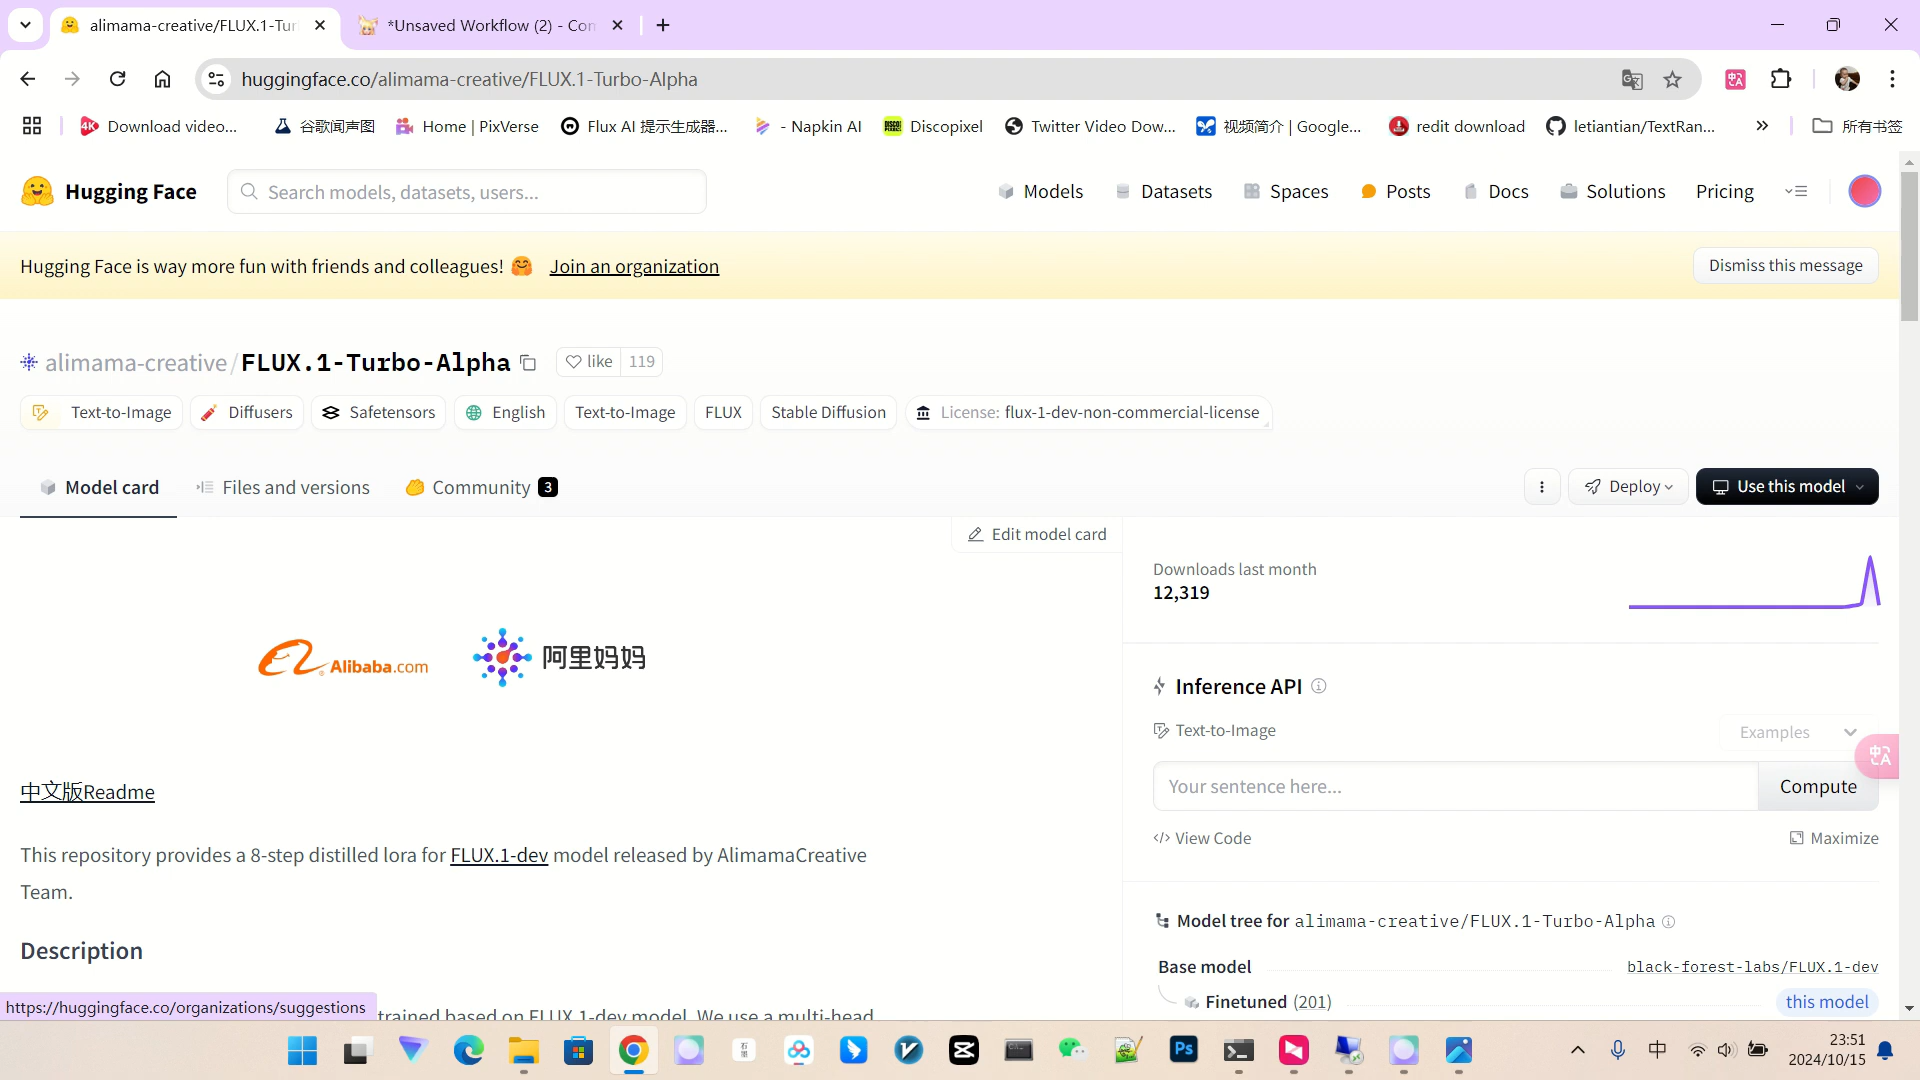 alimama-creative/FLUX.1-Tur
*Unsaved Workflow (2) - Con
huggingface.co/alimama-creative/FLUX.1-Turbo-Alpha
Download video...
谷歌闻声图
Home | PixVerse
Flux AI 提示生成器...
- Napkin AI
Discopixel
Twitter Video Dow...
视频简介 | Google...
redit download
letiantian/TextRan...
所有书签
Hugging Face
Search models, datasets, users...
Models
Datasets
Spaces
Posts
Docs
Solutions
Pricing
Hugging Face is way more fun with friends and colleagues! 🤗 Join an organization
Dismiss this message
alimama-creative/FLUX.1-Turbo-Alpha
like 119
Text-to-Image
Diffusers
Safetensors
English
Text-to-Image
FLUX
Stable Diffusion
License: flux-1-dev-non-commercial-license
Model card
Files and versions
Community 3
Deploy
Use this model
Edit model card
Downloads last month
12,319
Alibaba.com
阿里妈妈
Inference API
Text-to-Image
Examples
Your sentence here...
Compute
View Code
Maximize
中文版Readme
This repository provides a 8-step distilled lora for FLUX.1-dev model released by AlimamaCreative
Team.
Description
Model tree for alimama-creative/FLUX.1-Turbo-Alpha
Base model
black-forest-labs/FLUX.1-dev
Finetuned (201)
this model
https://huggingface.co/organizations/suggestions
trained based on FLUX.1-dev model. We use a multi-head
中
23:51
2024/10/15